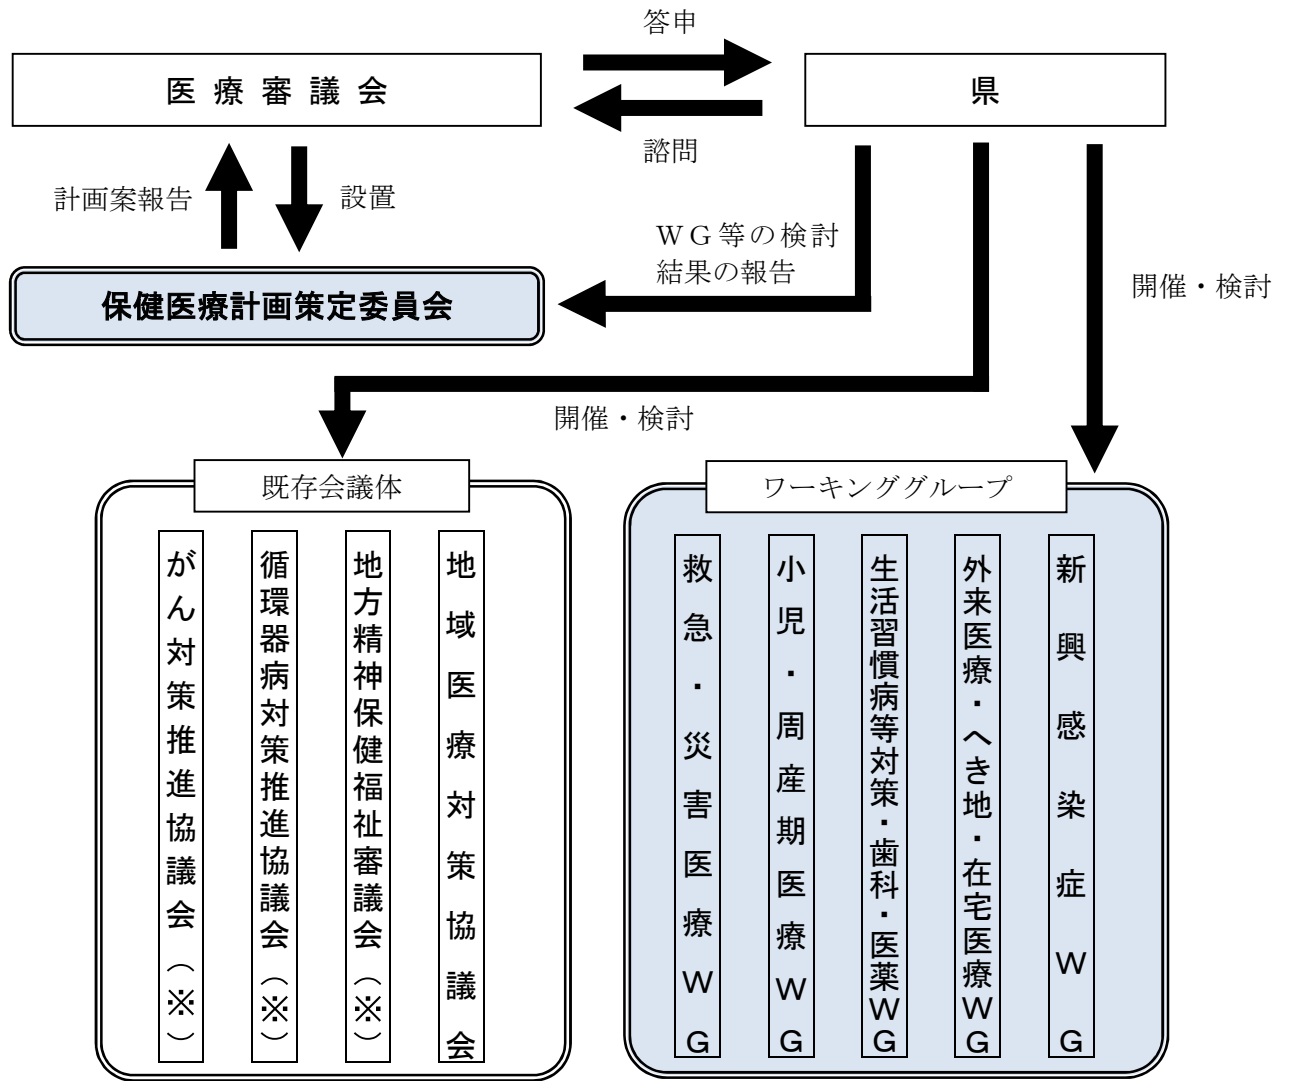 答申
医療審議会
県
諮問
計画案報告
設置
ＷＧ等の検討
結果の報告
開催・検討
保健医療計画策定委員会
開催・検討
既存会議体
ワーキンググループ
がん対策推進協議会（※）
循環器病対策推進協議会（※）
地方精神保健福祉審議会（※）
地域医療対策協議会
救急・災害医療ＷＧ
小児・周産期医療ＷＧ
生活習慣病等対策・歯科・医薬ＷＧ
外来医療・へき地・在宅医療ＷＧ
新興感染症ＷＧ